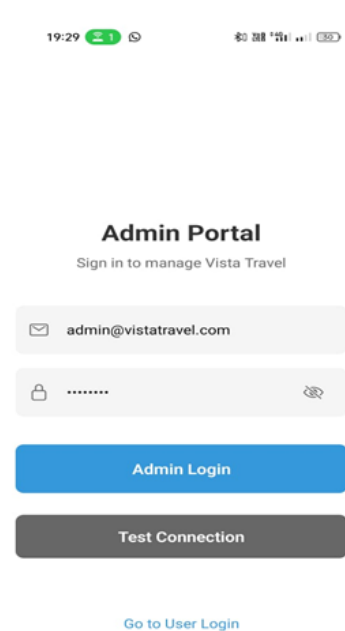 19:29 1
30
Admin Portal
Sign in to manage Vista Travel
admin@vistatravel.com
••••••••
Admin Login
Test Connection
Go to User Login